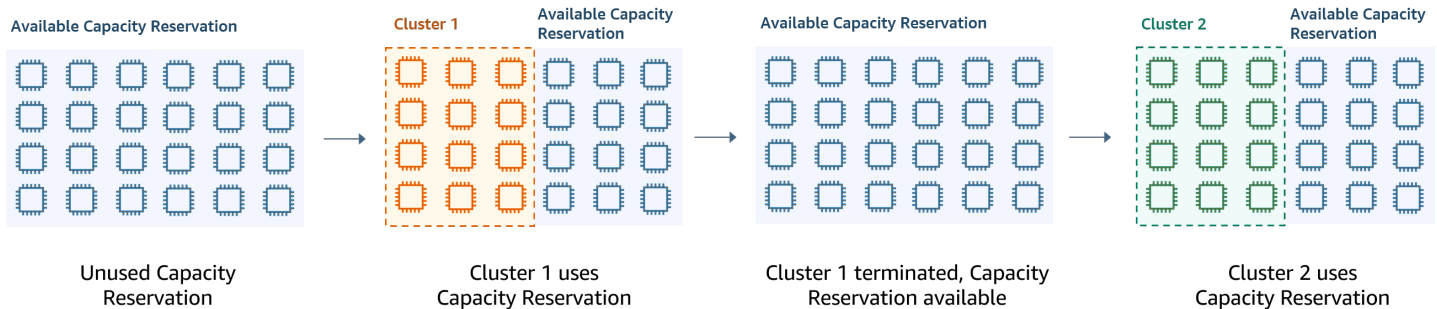 Available Capacity Reservation
Cluster 1
Available Capacity
Reservation
Available Capacity Reservation
Cluster 2
Available Capacity
Reservation
Unused Capacity
Reservation
Cluster 1 uses
Capacity Reservation
Cluster 1 terminated, Capacity
Reservation available
Cluster 2 uses
Capacity Reservation